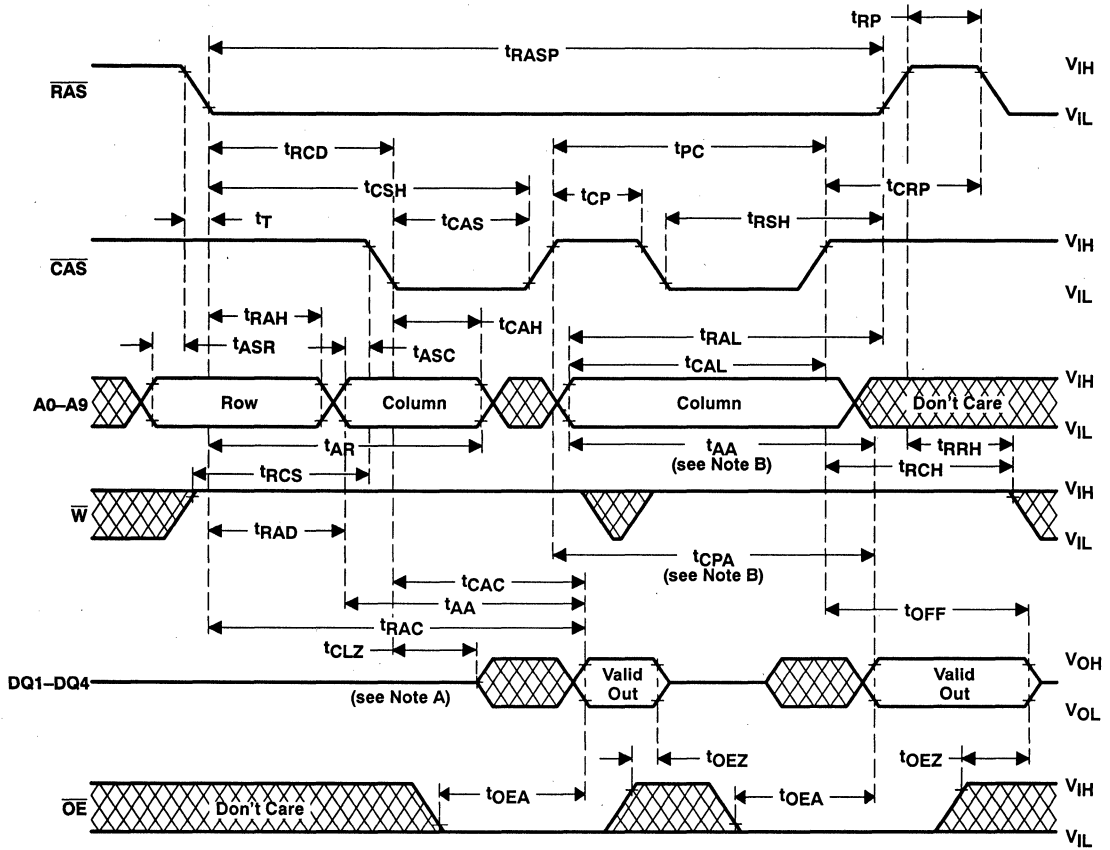 tRP
tRASP
RAS
VIH
VIL
tRCD
tPC
tCSH
tCP
tCRP
tT
tCAS
tRSH
CAS
VIH
VIL
tRAH
tCAH
tRAL
tASR
tASC
tCAL
A0–A9
Row
Column
Column
Don't Care
VIH
VIL
tAR
tAA
(see Note B)
tRRH
tRCS
tRCH
W
VIH
VIL
tRAD
tCPA
(see Note B)
tCAC
tAA
tOFF
tRAC
tCLZ
DQ1–DQ4
(see Note A)
Valid
Out
Valid
Out
VOH
VOL
tOEZ
tOEZ
OE
Don't Care
tOEA
tOEA
VIH
VIL